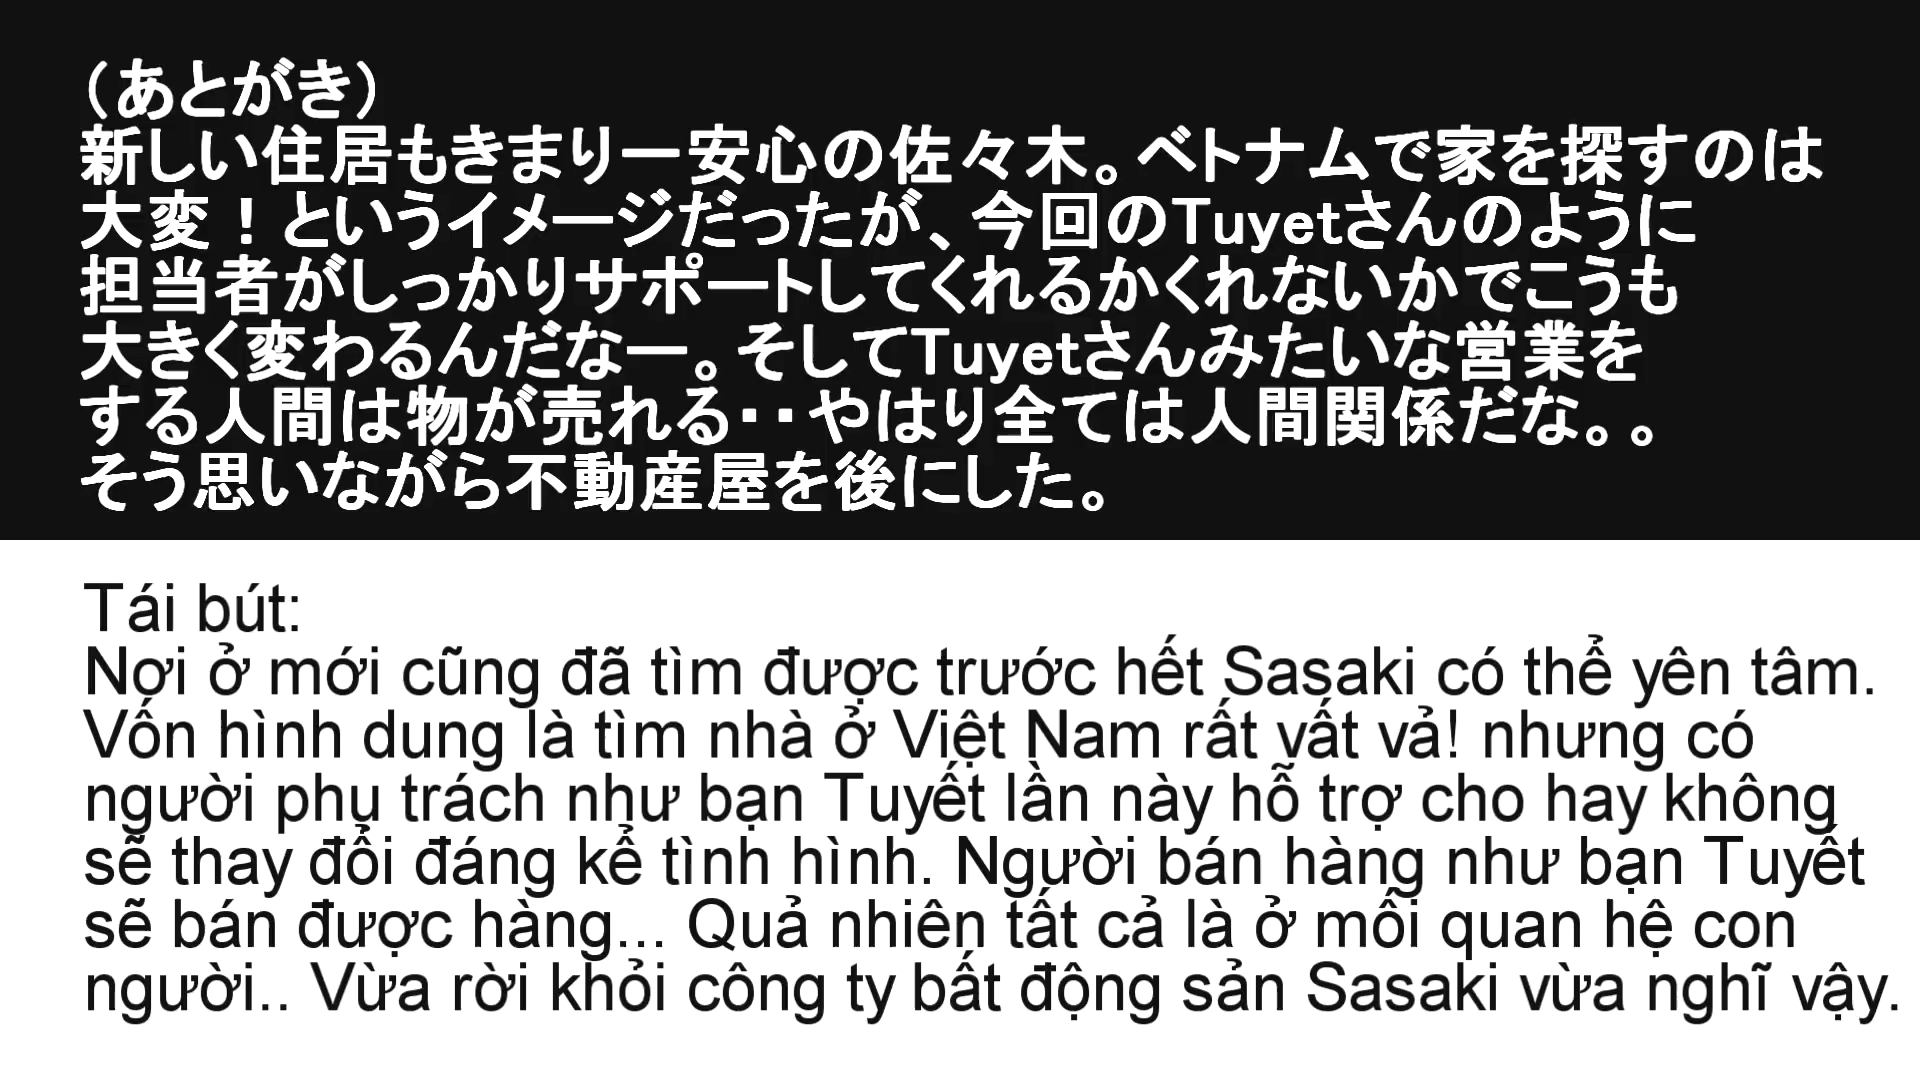 （あとがき）
新しい住居もきまり一安心の佐々木。ベトナムで家を探すのは
大変！というイメージだったが、今回のTuyetさんのように
担当者がしっかりサポートしてくれるかくれないかでこうも
大きく変わるんだなー。そしてTuyetさんみたいな営業を
する人間は物が売れる・・やはり全ては人間関係だな。。
そう思いながら不動産屋を後にした。
Tái bút:
Nơi ở mới cũng đã tìm được trước hết Sasaki có thể yên tâm.
Vốn hình dung là tìm nhà ở Việt Nam rất vất vả! nhưng có
người phụ trách như bạn Tuyết lần này hỗ trợ cho hay không
sẽ thay đổi đáng kể tình hình. Người bán hàng như bạn Tuyết
sẽ bán được hàng... Quả nhiên tất cả là ở mối quan hệ con
người.. Vừa rời khỏi công ty bất động sản Sasaki vừa nghĩ vậy.